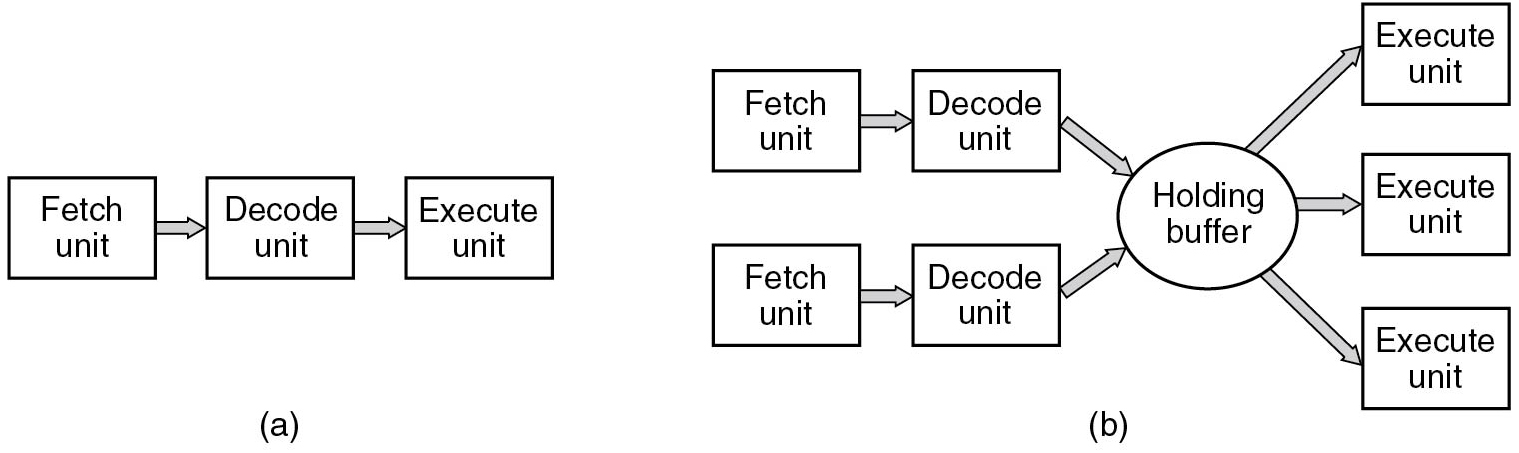 Fetch
unit
Decode
unit
Execute
unit
(a)
Fetch
unit
Decode
unit
Fetch
unit
Decode
unit
Holding
buffer
Execute
unit
Execute
unit
Execute
unit
(b)